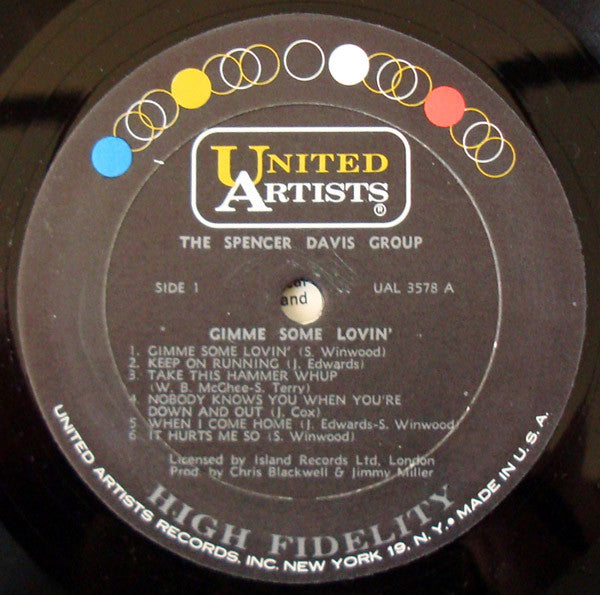 UNITED
ARTISTS ®
THE SPENCER DAVIS GROUP
SIDE 1
UAL 3578 A
and
GIMME SOME LOVIN'
1. GIMME SOME LOVIN' (S. Winwood)
2. KEEP ON RUNNING (J. Edwards)
3. TAKE THIS HAMMER WHUP
(W. B. McGhee-S. Terry)
4. NOBODY KNOWS YOU WHEN YOU'RE
DOWN AND OUT (J. Cox)
5 WHEN I COME HOME (J. Edwards-S. Winwood)
6 IT HURTS ME SO (S. Winwood)
Licensed by Island Records Ltd, London
Prod. by Chris Blackwell & Jimmy Miller
HIGH FIDELITY
UNITED ARTISTS RECORDS, INC. NEW YORK 19, N.Y. • MADE IN U.S.A.